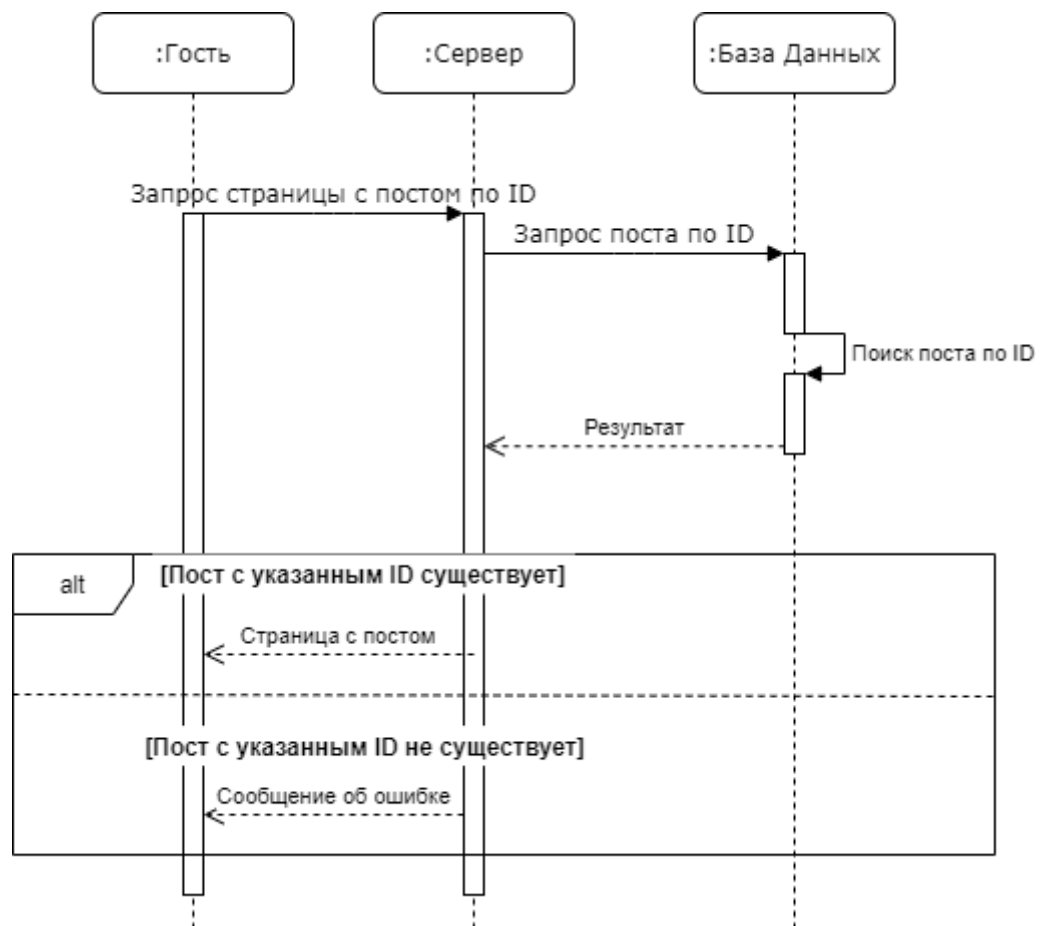 :Гость
:Сервер
:База Данных
Запрос страницы с постом по ID
Запрос поста по ID
Поиск поста по ID
Результат
alt
[Пост с указанным ID существует]
Страница с постом
[Пост с указанным ID не существует]
Сообщение об ошибке